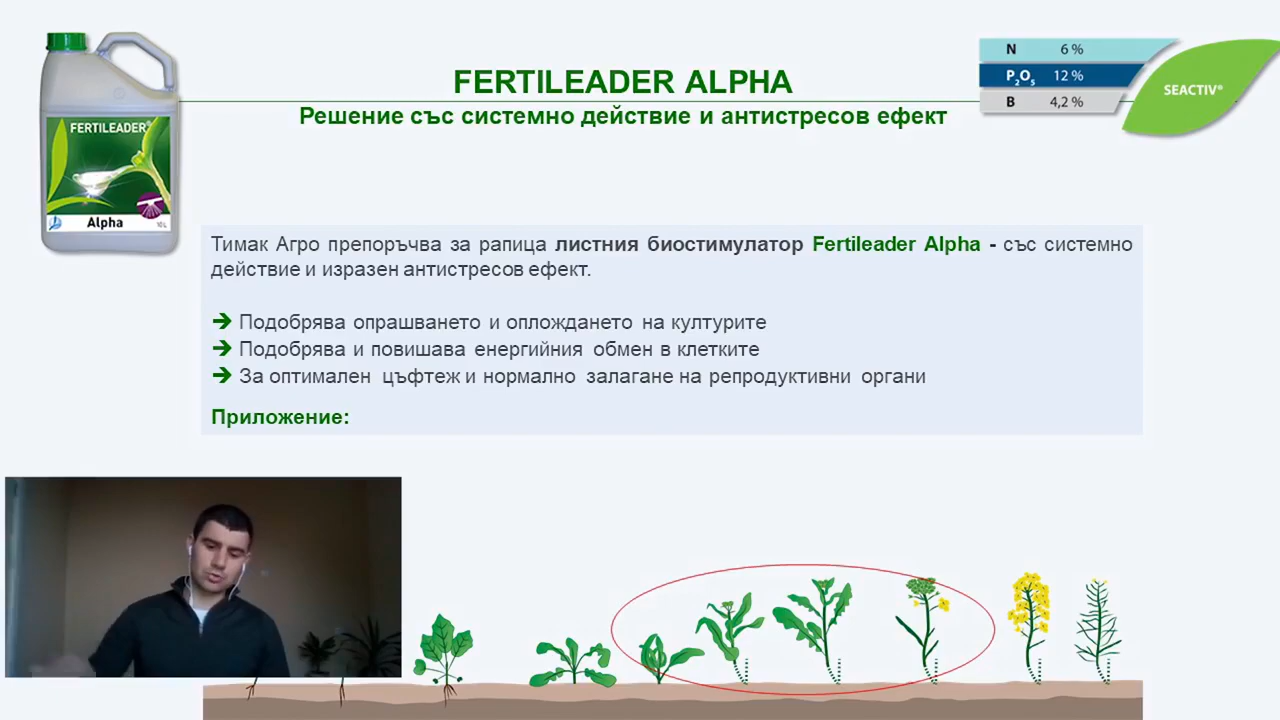 FERTILEADER ALPHA
Решение със системно действие и антистресов ефект
N 6 %
P₂O₅ 12 %
B 4,2 %
SEACTIV®
FERTILEADER®
Alpha
10 L
Тимак Агро препоръчва за рапица листния биостимулатор Fertileader Alpha - със системно
действие и изразен антистресов ефект.
➔ Подобрява опрашването и оплождането на културите
➔ Подобрява и повишава енергийния обмен в клетките
➔ За оптимален цъфтеж и нормално залагане на репродуктивни органи
Приложение: